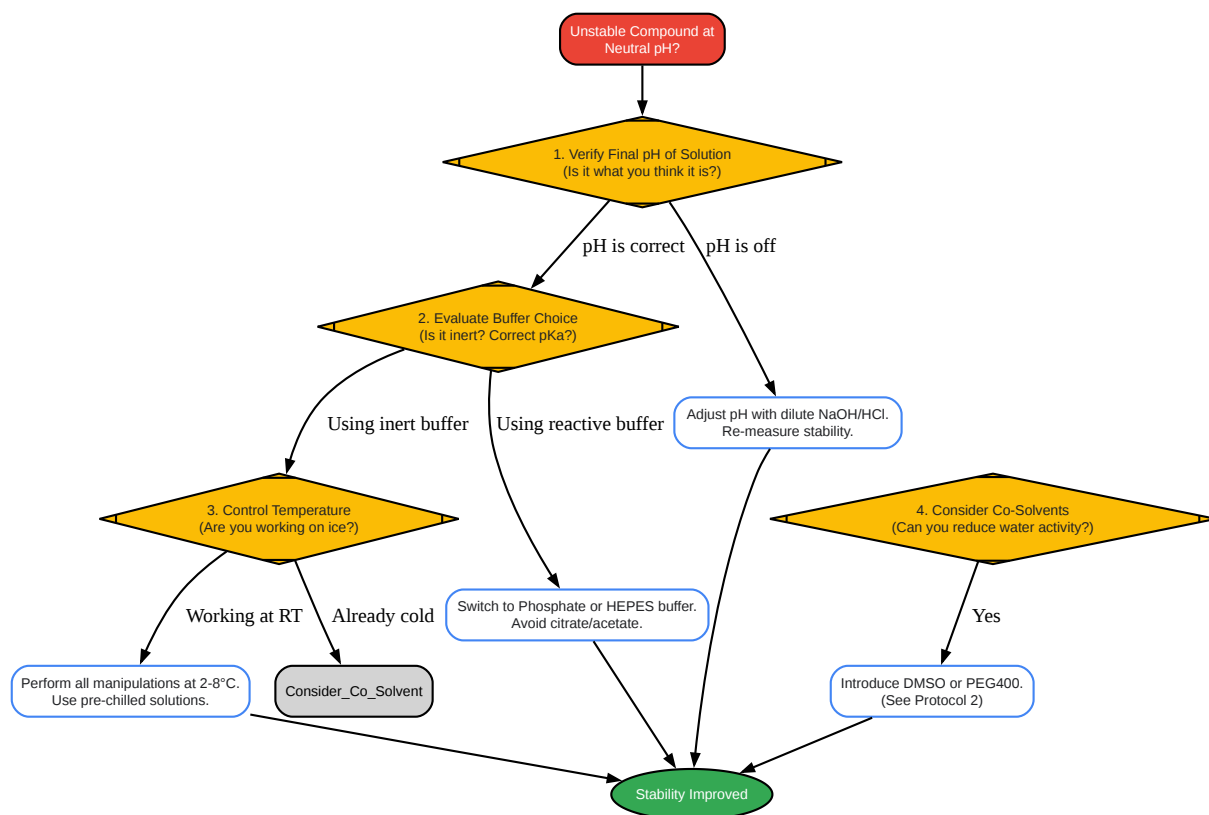 Unstable Compound at
Neutral pH?
1. Verify Final pH of Solution
(Is it what you think it is?)
pH is correct
pH is off
2. Evaluate Buffer Choice
(Is it inert? Correct pKa?)
Using inert buffer
Using reactive buffer
Adjust pH with dilute NaOH/HCl.
Re-measure stability.
3. Control Temperature
(Are you working on ice?)
4. Consider Co-Solvents
(Can you reduce water activity?)
Working at RT
Already cold
Switch to Phosphate or HEPES buffer.
Avoid citrate/acetate.
Yes
Perform all manipulations at 2-8°C.
Use pre-chilled solutions.
Consider_Co_Solvent
Introduce DMSO or PEG400.
(See Protocol 2)
Stability Improved